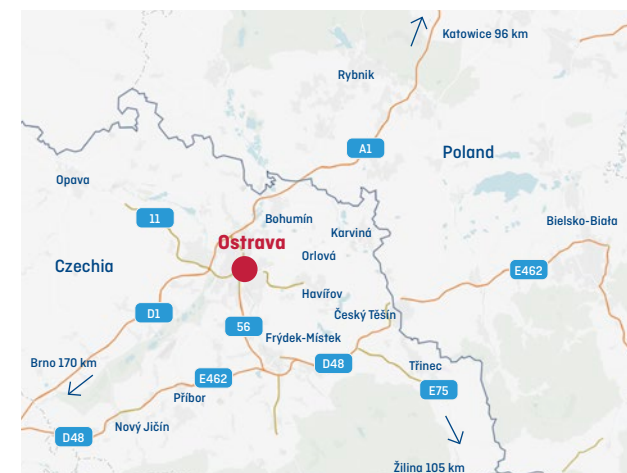 Katowice 96 km
Rybnik
A1
Poland
Opava
11
Bohumín
Karviná
Bielsko-Biała
Ostrava
Orlová
Czechia
E462
Havířov
D1
Český Těšín
56
Frýdek-Místek
Brno 170 km
D48
Třinec
E462
E75
Příbor
Nový Jičín
D48
Žilina 105 km